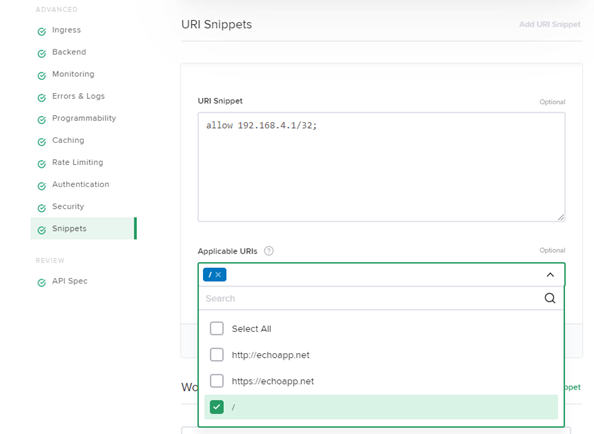 ADVANCED
Ingress
Backend
Monitoring
Errors & Logs
Programmability
Caching
Rate Limiting
Authentication
Security
Snippets
REVIEW
API Spec
URI Snippets
Add URI Snippet
URI Snippet
Optional
allow 192.168.4.1/32;
Applicable URIs ?
Optional
/ ×
Search
Select All
http://echoapp.net
https://echoapp.net
/